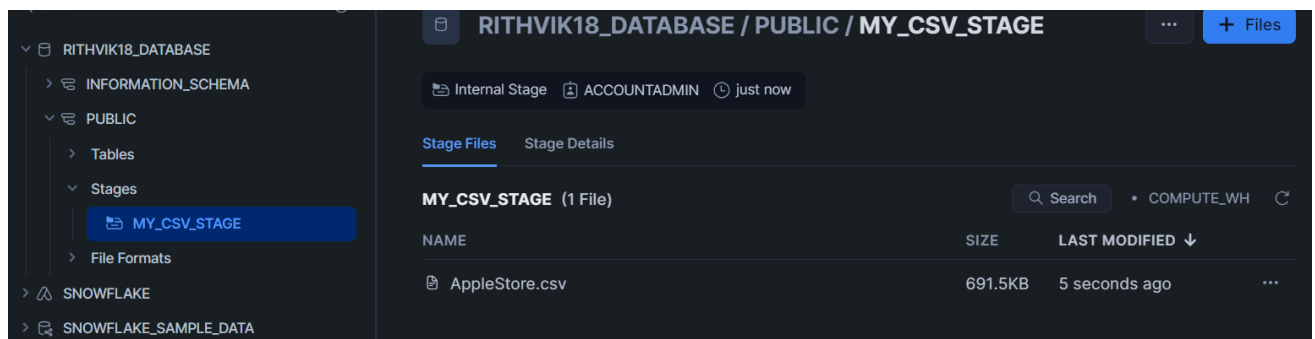 RITHVIK18_DATABASE
INFORMATION_SCHEMA
PUBLIC
Tables
Stages
MY_CSV_STAGE
File Formats
SNOWFLAKE
SNOWFLAKE_SAMPLE_DATA
RITHVIK18_DATABASE / PUBLIC / MY_CSV_STAGE
... + Files
Internal Stage ACCOUNTADMIN just now
Stage Files Stage Details
MY_CSV_STAGE (1 File) Search • COMPUTE_WH
NAME SIZE LAST MODIFIED ↓
AppleStore.csv 691.5KB 5 seconds ago ...